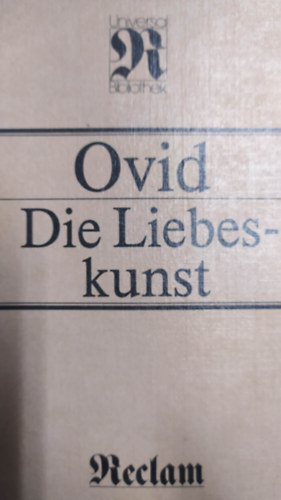 Universal
R
Bibliothek
Ovid
Die Liebes-
kunst
Reclam